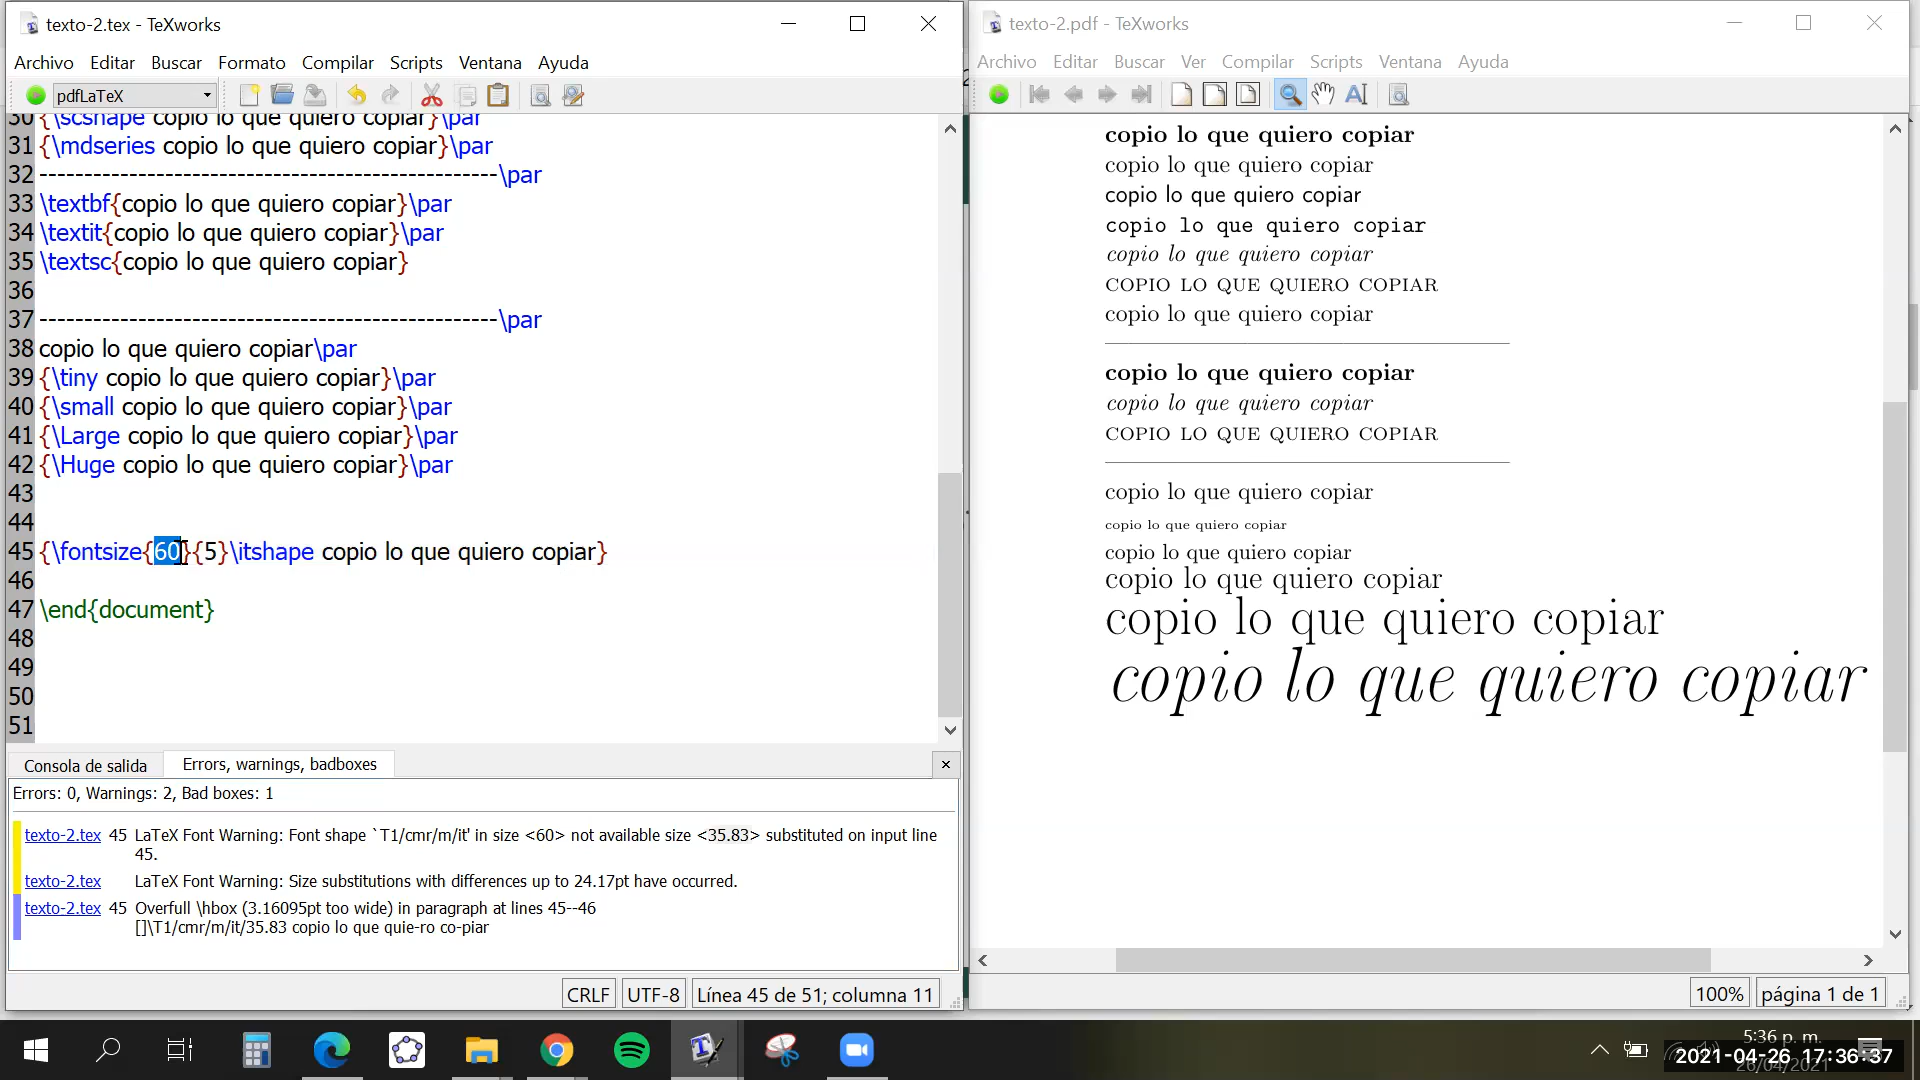 texto-2.tex - TeXworks
Archivo Editar Buscar Formato Compilar Scripts Ventana Ayuda
pdfLaTeX
30 {\scshape copio lo que quiero copiar}\par
31 {\mdseries copio lo que quiero copiar}\par
32 ---------------------------------------------------\par
33 \textbf{copio lo que quiero copiar}\par
34 \textit{copio lo que quiero copiar}\par
35 \textsc{copio lo que quiero copiar}
36
37 ---------------------------------------------------\par
38 copio lo que quiero copiar\par
39 {\tiny copio lo que quiero copiar}\par
40 {\small copio lo que quiero copiar}\par
41 {\Large copio lo que quiero copiar}\par
42 {\Huge copio lo que quiero copiar}\par
43
44
45 {\fontsize{60}{5}\itshape copio lo que quiero copiar}
46
47 \end{document}
48
49
50
51
Consola de salida Errors, warnings, badboxes
Errors: 0, Warnings: 2, Bad boxes: 1
texto-2.tex 45 LaTeX Font Warning: Font shape `T1/cmr/m/it' in size <60> not available size <35.83> substituted on input line
45.
texto-2.tex LaTeX Font Warning: Size substitutions with differences up to 24.17pt have occurred.
texto-2.tex 45 Overfull \hbox (3.16095pt too wide) in paragraph at lines 45--46
[]\T1/cmr/m/it/35.83 copio lo que quie-ro co-piar
CRLF UTF-8 Línea 45 de 51; columna 11
texto-2.pdf - TeXworks
Archivo Editar Buscar Ver Compilar Scripts Ventana Ayuda
copio lo que quiero copiar
copio lo que quiero copiar
copio lo que quiero copiar
copio lo que quiero copiar
copio lo que quiero copiar
COPIO LO QUE QUIERO COPIAR
copio lo que quiero copiar
copio lo que quiero copiar
copio lo que quiero copiar
COPIO LO QUE QUIERO COPIAR
copio lo que quiero copiar
copio lo que quiero copiar
copio lo que quiero copiar
copio lo que quiero copiar
copio lo que quiero copiar
copio lo que quiero copiar
100% página 1 de 1
5:36 p. m.
2021-04-26 17:36:37
26/04/2021